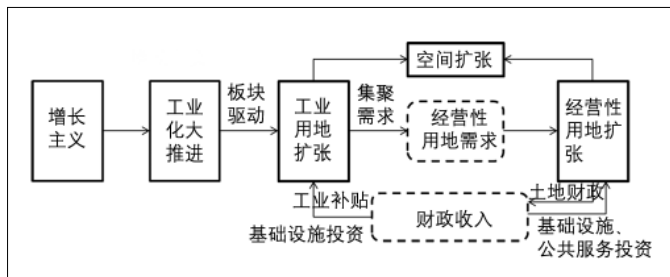 空间扩张
增长
主义
工业
化大
推进
板块
驱动
工业
用地
扩张
集聚
需求
经营性
用地需求
经营性
用地扩
张
工业补贴
基础设施投资
财政收入
土地财政
基础设施、
公共服务投资